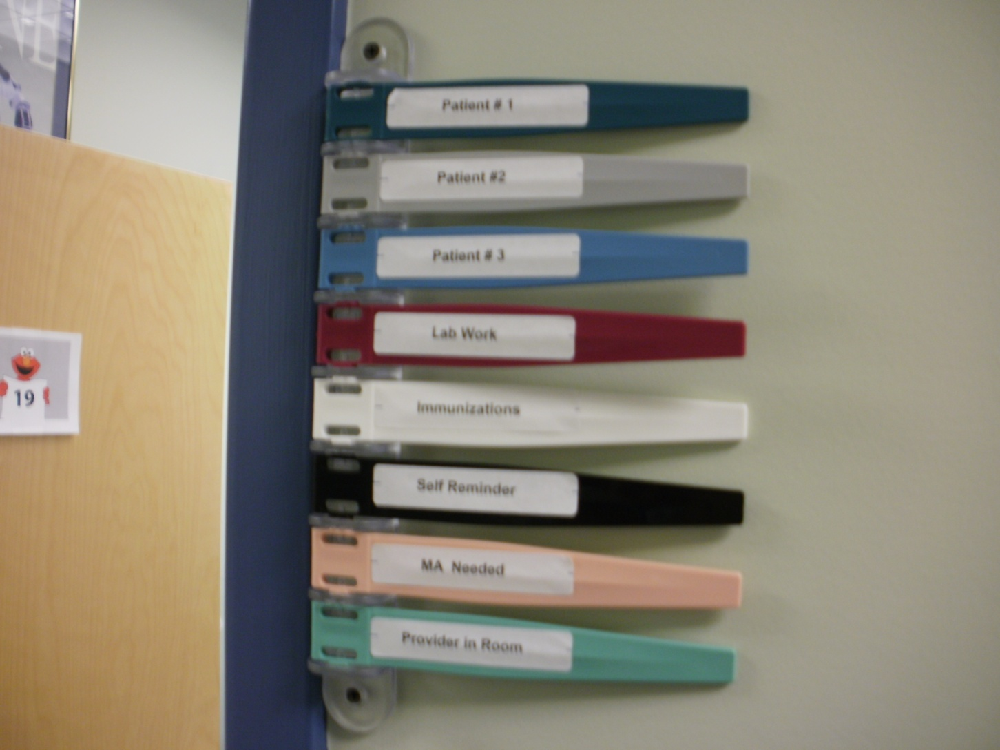 Patient # 1
Patient #2
Patient # 3
Lab Work
Immunizations
Self Reminder
MA Needed
Provider in Room
19